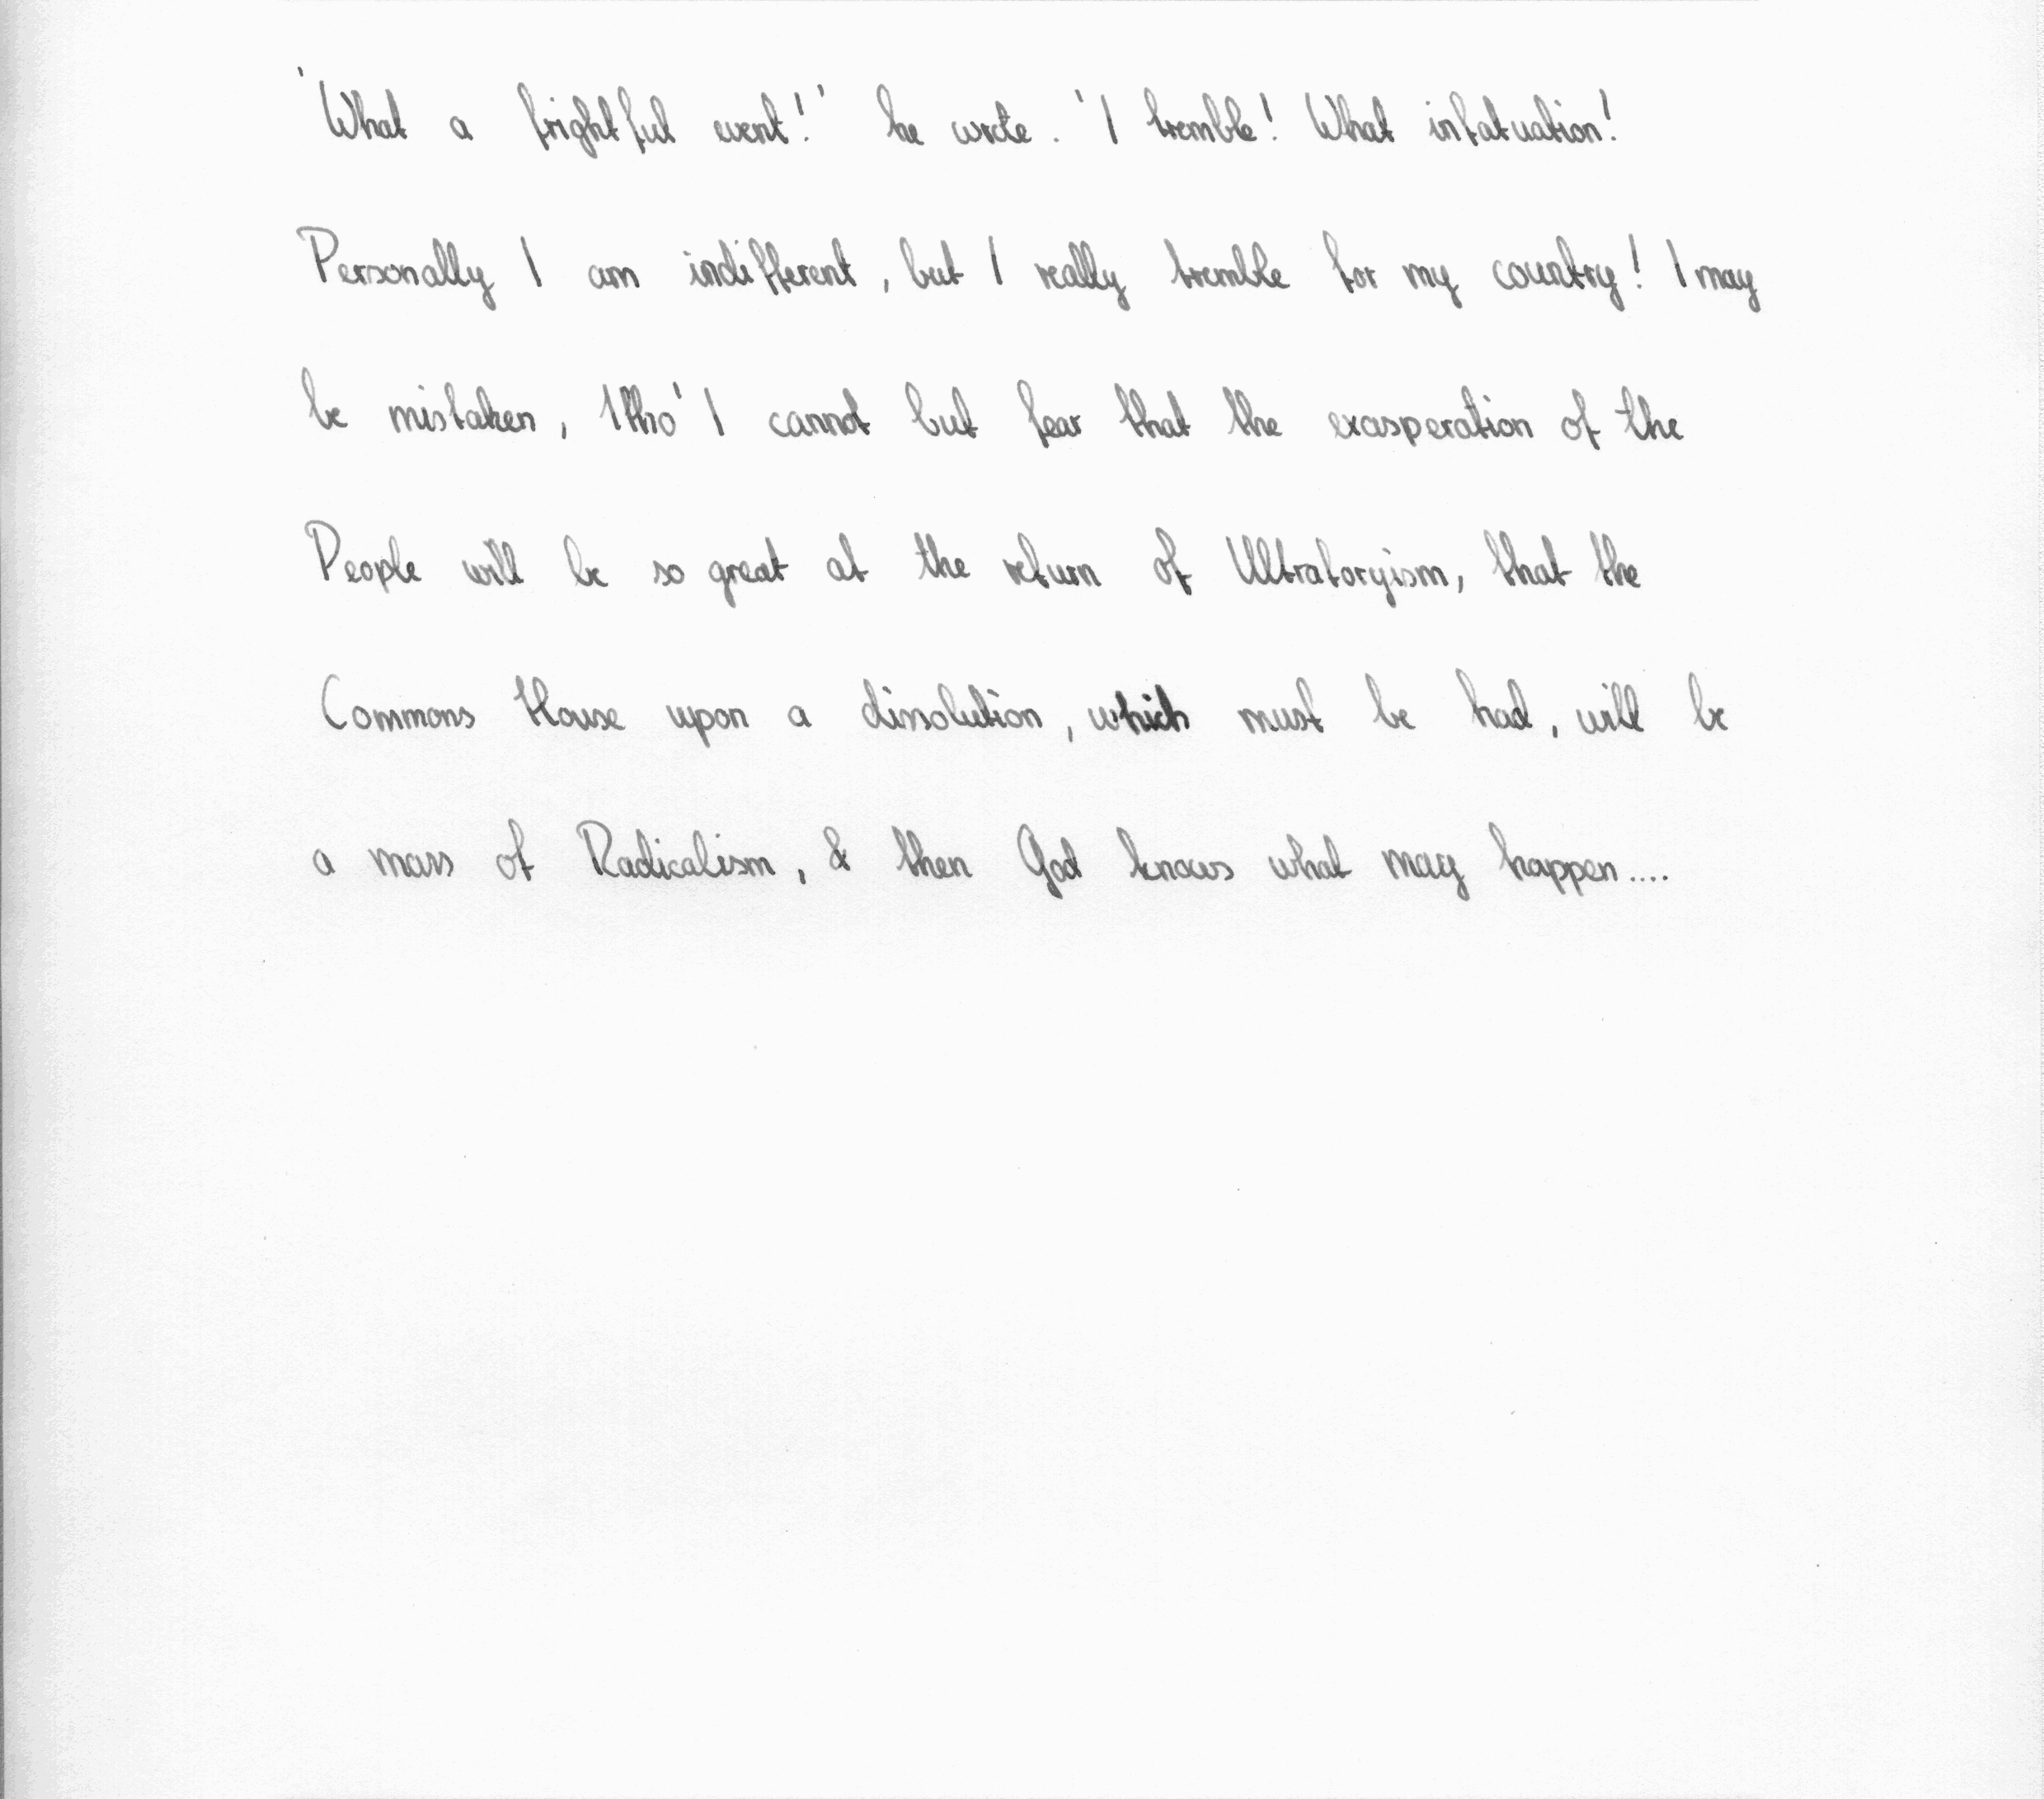 'What a frightful event!' he wrote. 'I tremble! What infatuation!
Personally I am indifferent, but I really tremble for my country! I may
be mistaken, tho' I cannot but fear that the exasperation of the
People will be so great at the return of Ultratoryism, that the
Commons House upon a dissolution, which must be had, will be
a mass of Radicalism, & then God knows what may happen....